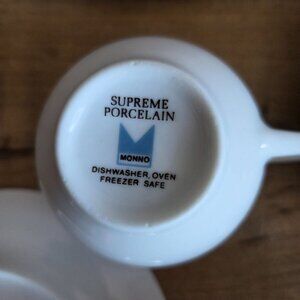 SUPREME
PORCELAIN
MONNO
DISHWASHER, OVEN
FREEZER SAFE